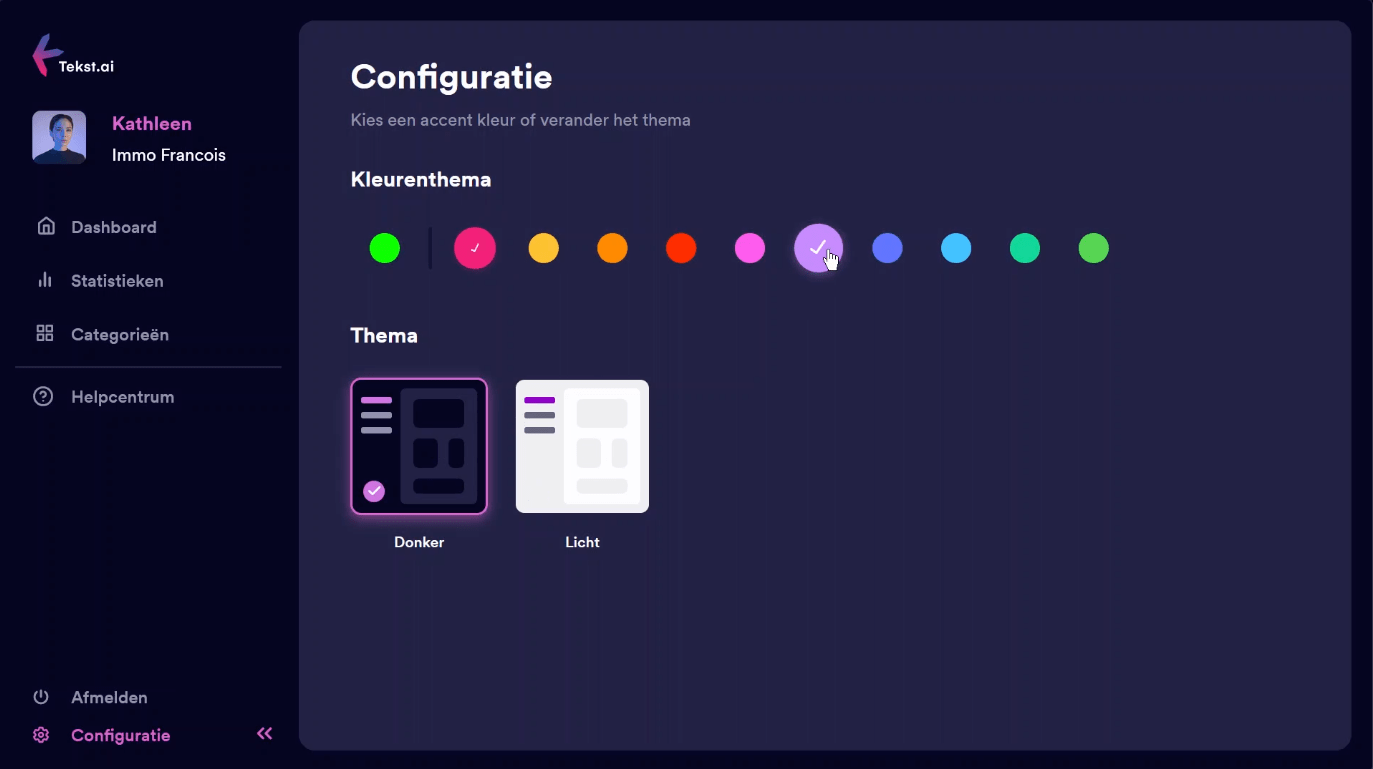 Tekst.ai
Kathleen
Immo Francois
Dashboard
Statistieken
Categorieën
Helpcentrum
Afmelden
Configuratie
Configuratie
Kies een accent kleur of verander het thema
Kleurenthema
Thema
Donker
Licht